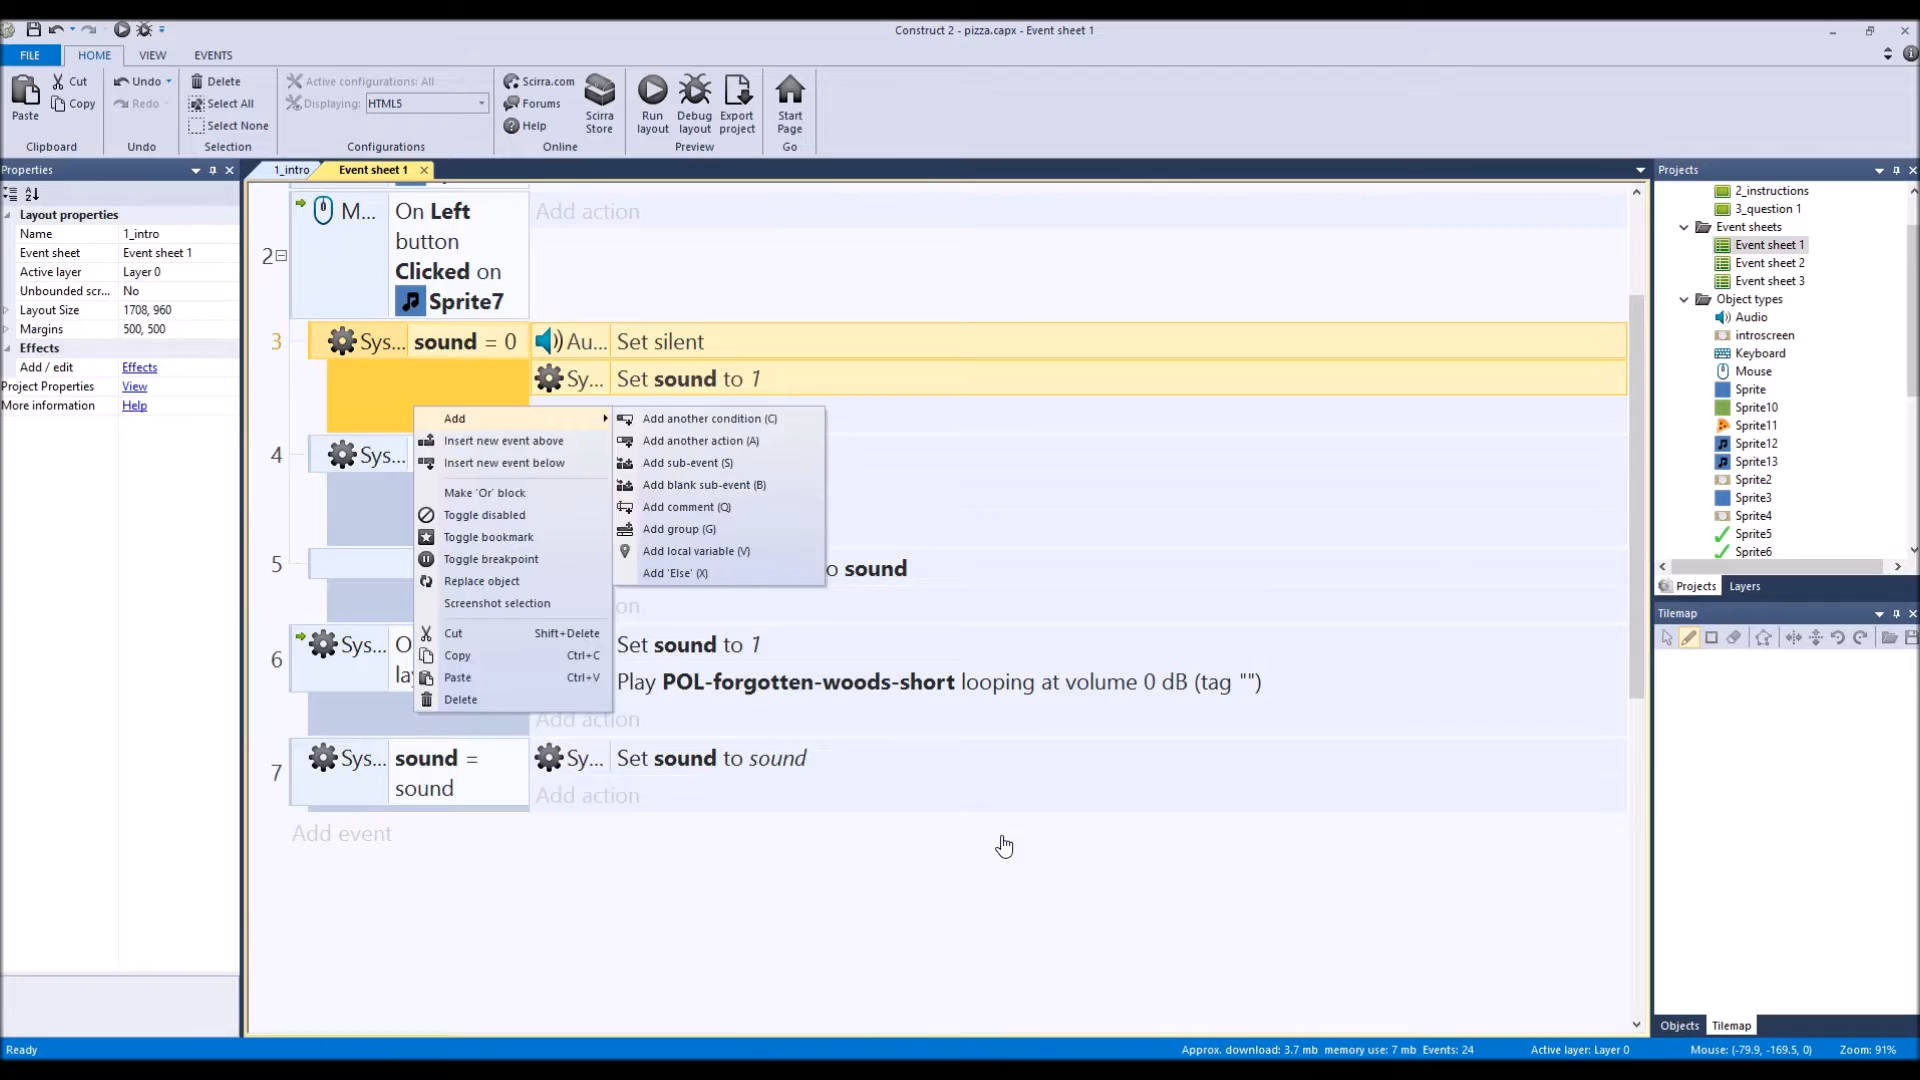 Construct 2 - pizza.capx - Event sheet 1
FILE HOME VIEW EVENTS
Paste Cut Copy Clipboard
Undo Redo Undo
Delete Select All Select None Selection
Active configurations: All
Displaying: HTML5
Configurations
Scirra.com Forums Help Scirra Store Online
Run layout Debug layout Export project Preview
Start Page Go
Properties
Layout properties
Name 1_intro
Event sheet Event sheet 1
Active layer Layer 0
Unbounded scr... No
Layout Size 1708, 960
Margins 500, 500
Effects
Add / edit Effects
Project Properties View
More information Help
1_intro Event sheet 1
2 M... On Left button Clicked on Sprite7
Add action
3 Sys... sound = 0 Au... Set silent
Sy... Set sound to 1
4 Sys...
5 o sound
on
6 Sys... O
la
Set sound to 1
Play POL-forgotten-woods-short looping at volume 0 dB (tag "")
Add action
7 Sys... sound = sound Sy... Set sound to sound
Add action
Add event
Add
Insert new event above
Insert new event below
Make 'Or' block
Toggle disabled
Toggle bookmark
Toggle breakpoint
Replace object
Screenshot selection
Cut Shift+Delete
Copy Ctrl+C
Paste Ctrl+V
Delete
Add another condition (C)
Add another action (A)
Add sub-event (S)
Add blank sub-event (B)
Add comment (Q)
Add group (G)
Add local variable (V)
Add 'Else' (X)
Projects
2_instructions
3_question 1
Event sheets
Event sheet 1
Event sheet 2
Event sheet 3
Object types
Audio
introscreen
Keyboard
Mouse
Sprite
Sprite10
Sprite11
Sprite12
Sprite13
Sprite2
Sprite3
Sprite4
Sprite5
Sprite6
Projects Layers
Tilemap
Objects Tilemap
Ready
Approx. download: 3.7 mb memory use: 7 mb Events: 24
Active layer: Layer 0
Mouse: (-79.9, -169.5, 0)
Zoom: 91%